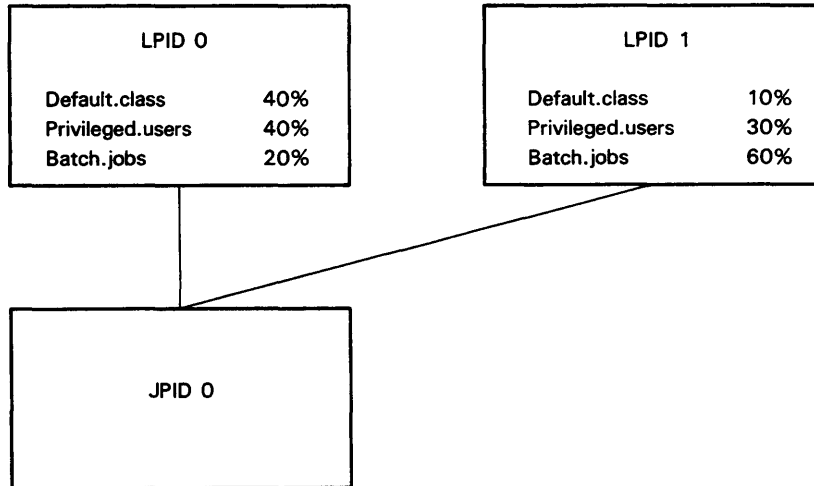 LPID 0
Default.class 40%
Privileged.users 40%
Batch.jobs 20%
LPID 1
Default.class 10%
Privileged.users 30%
Batch.jobs 60%
JPID 0